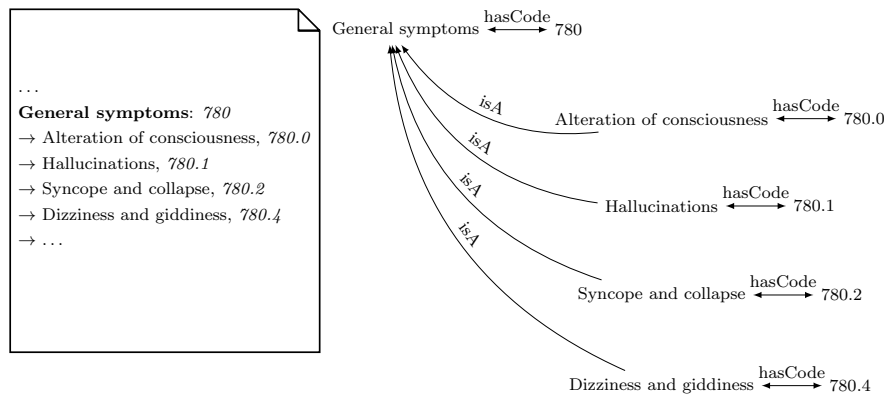 ...
General symptoms: 780
→ Alteration of consciousness, 780.0
→ Hallucinations, 780.1
→ Syncope and collapse, 780.2
→ Dizziness and giddiness, 780.4
→ ...
General symptoms hasCode 780
isA
Alteration of consciousness hasCode 780.0
isA
Hallucinations hasCode 780.1
isA
Syncope and collapse hasCode 780.2
isA
Dizziness and giddiness hasCode 780.4